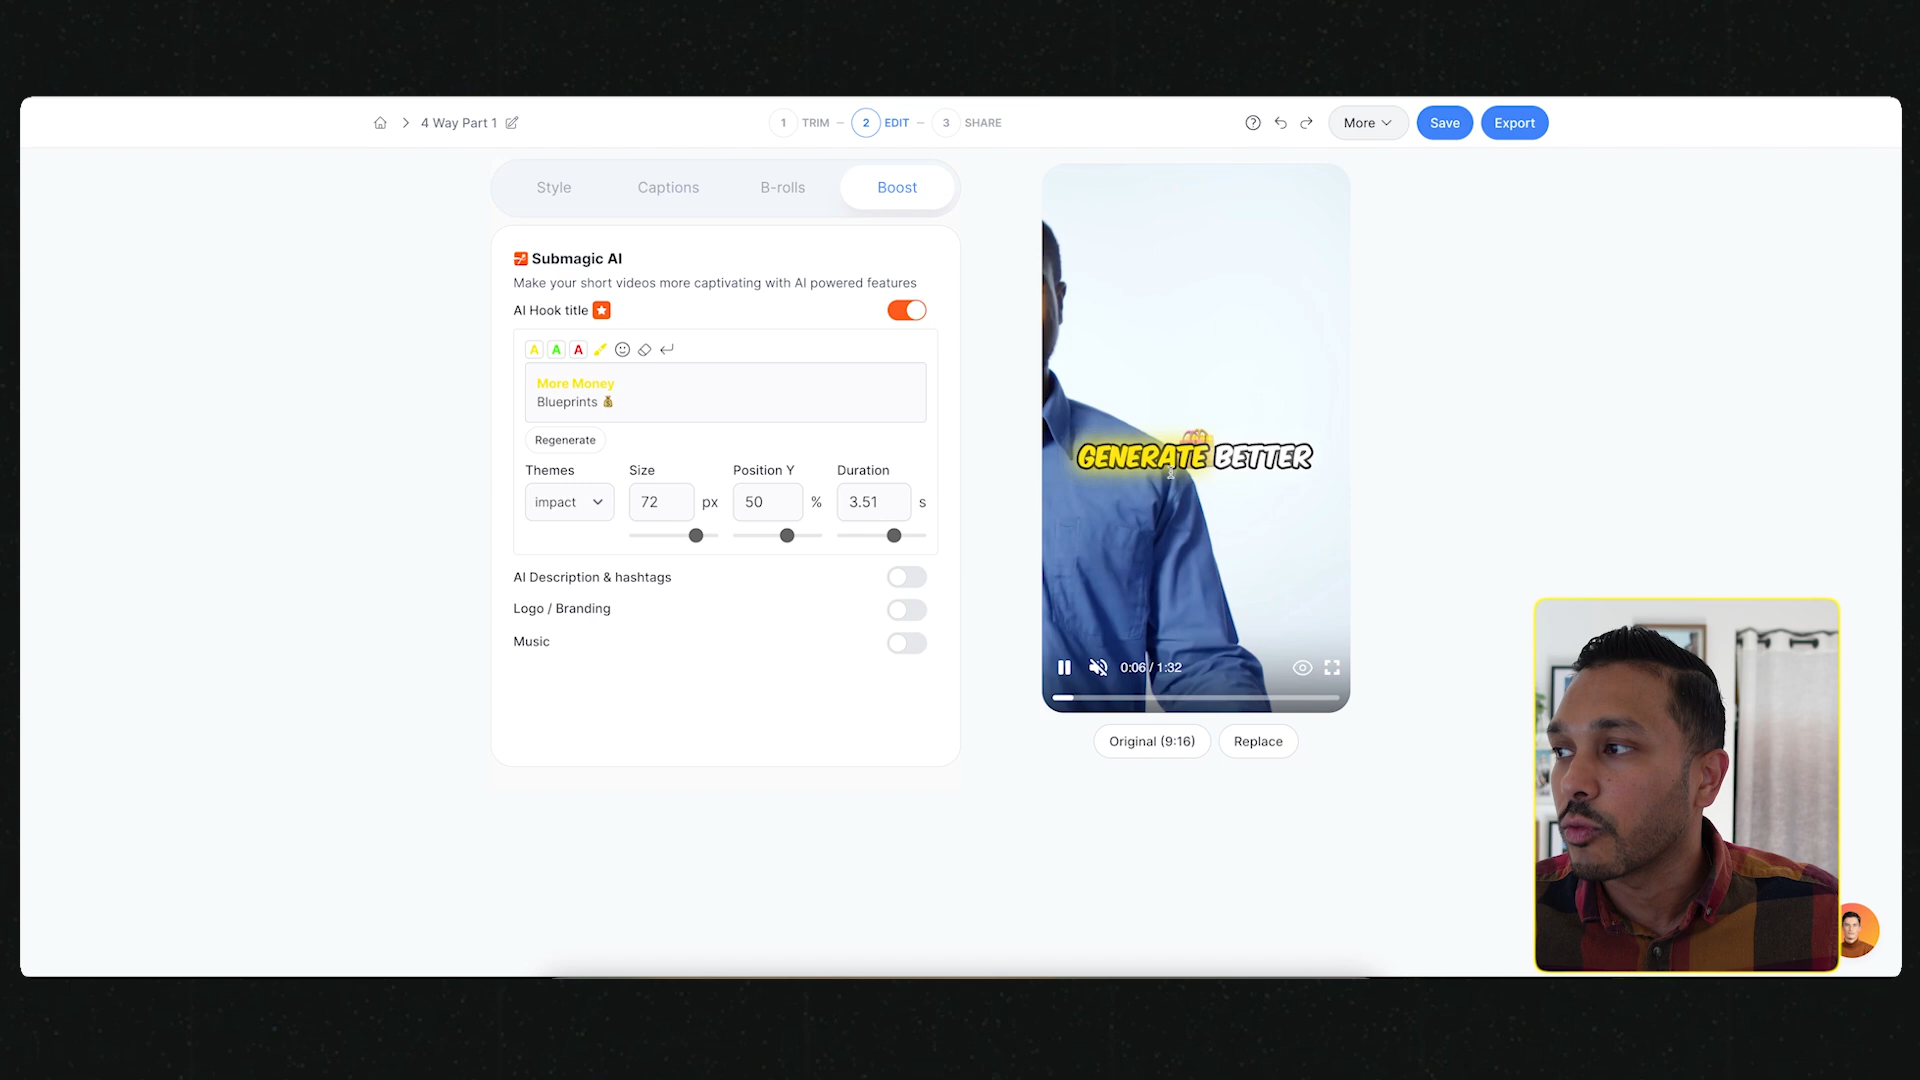 4 Way Part 1
1 TRIM
2 EDIT
3 SHARE
More
Save
Export
Style
Captions
B-rolls
Boost
Submagic AI
Make your short videos more captivating with AI powered features
AI Hook title
A A A
More Money
Blueprints 💰
Regenerate
Themes Size Position Y Duration
impact 72 px 50 % 3.51 s
AI Description & hashtags
Logo / Branding
Music
GENERATE BETTER
0:06 / 1:32
Original (9:16)
Replace